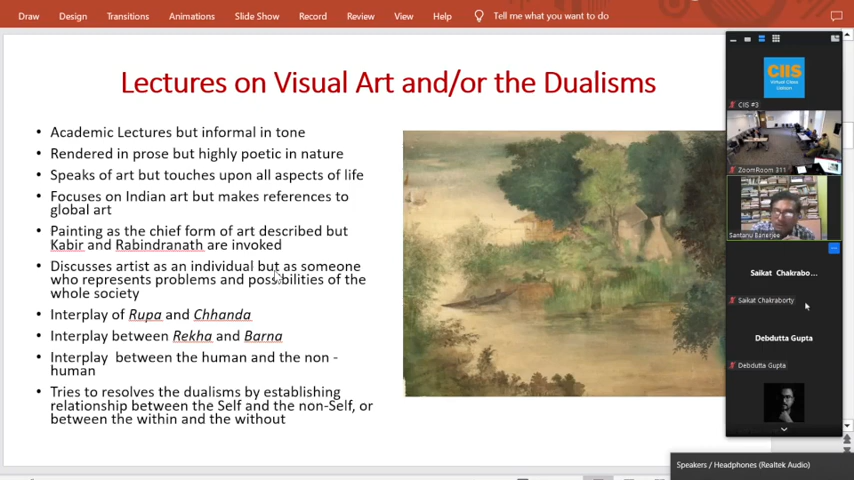 Draw Design Transitions Animations Slide Show Record Review View Help Tell me what you want to do
Lectures on Visual Art and/or the Dualisms
• Academic Lectures but informal in tone
• Rendered in prose but highly poetic in nature
• Speaks of art but touches upon all aspects of life
• Focuses on Indian art but makes references to
global art
• Painting as the chief form of art described but
Kabir and Rabindranath are invoked
• Discusses artist as an individual but as someone
who represents problems and possibilities of the
whole society
• Interplay of Rupa and Chhanda
• Interplay between Rekha and Barna
• Interplay between the human and the non -
human
• Tries to resolves the dualisms by establishing
relationship between the Self and the non-Self, or
between the within and the without
CIIS
Virtual Class
Liaison
CIIS #3
ZoomRoom 311
Santanu Banerjee
Saikat Chakrabo...
Saikat Chakraborty
Debdutta Gupta
Debdutta Gupta
Speakers / Headphones (Realtek Audio)